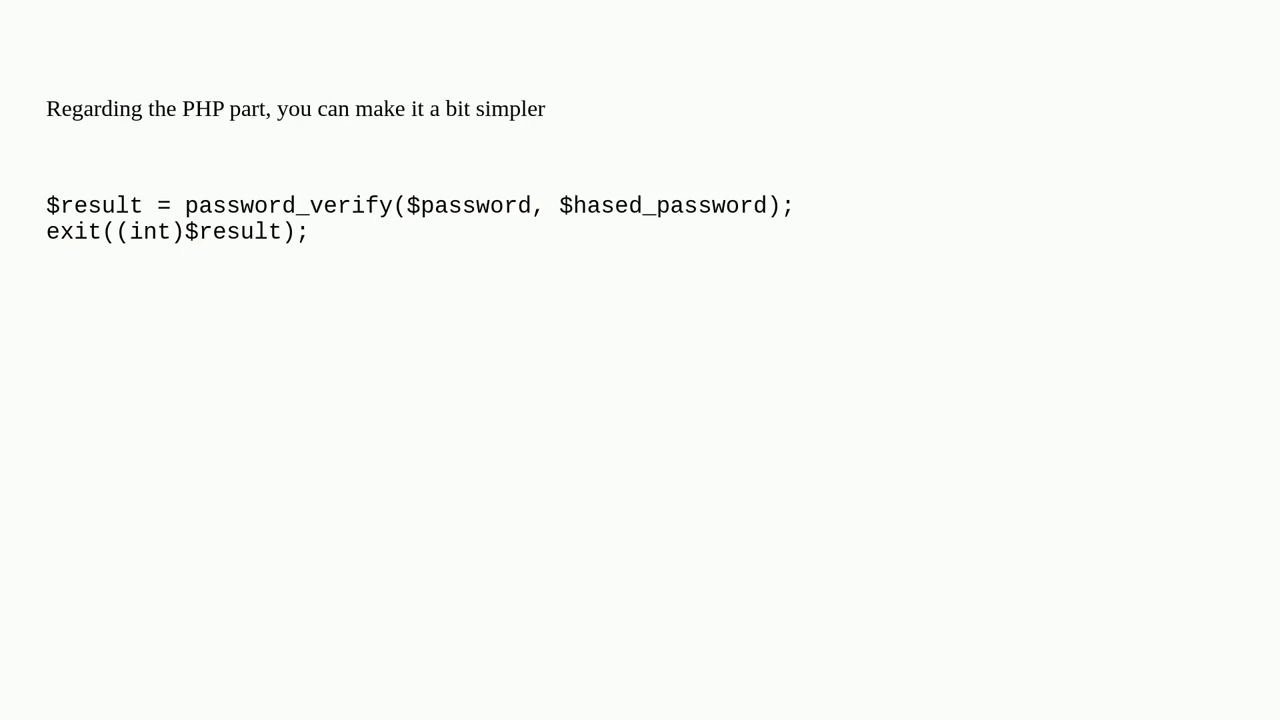 Regarding the PHP part, you can make it a bit simpler
$result = password_verify($password, $hased_password);
exit((int)$result);